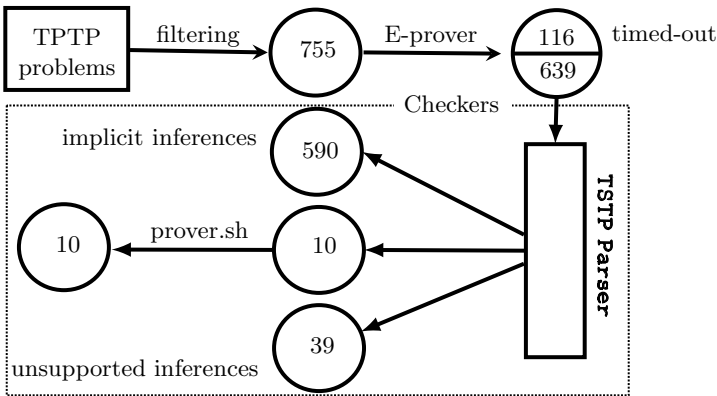 TPTP
problems
filtering
755
E-prover
116
639
timed-out
Checkers
implicit inferences
590
TSTP Parser
10
prover.sh
10
39
unsupported inferences